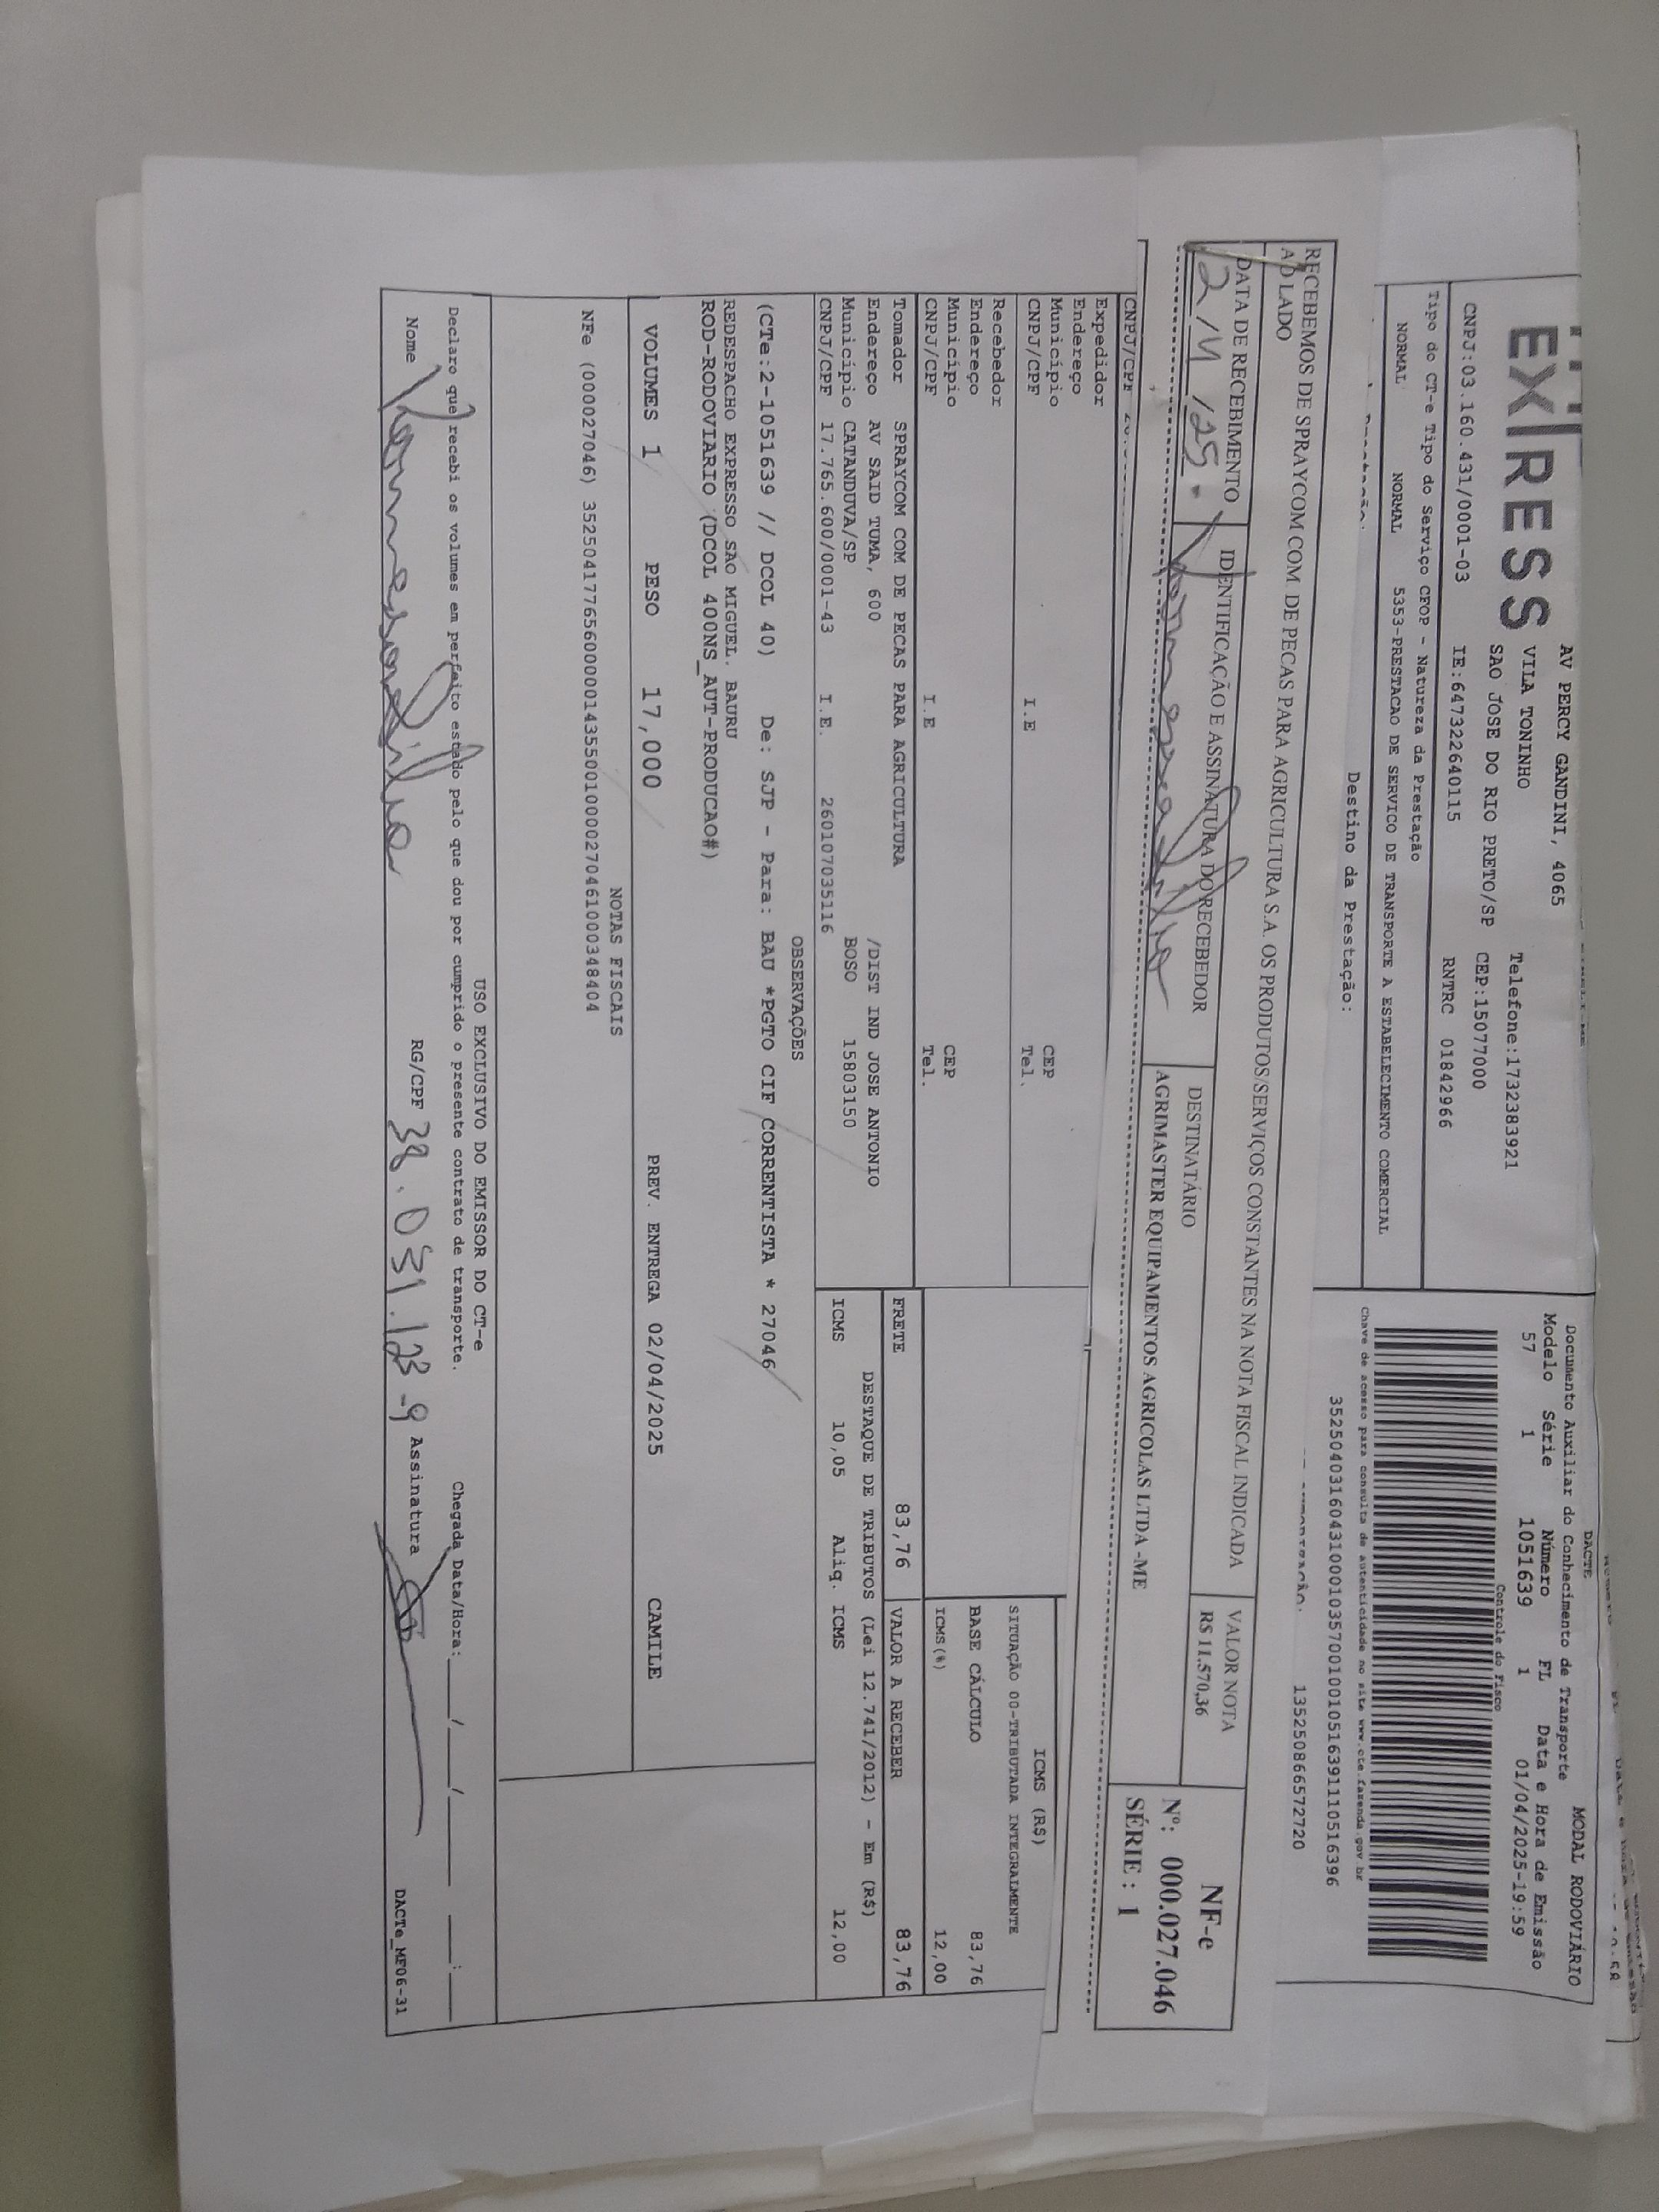 EXPRESS
AV PERCY GANDINI, 4065
VILA TONINHO
SAO JOSE DO RIO PRETO/SP
Telefone:1732383921
CEP:15077000
CNPJ:03.160.431/0001-03 IE:647322640115 RNTRC 01842966
Tipo do CT-e Tipo do Serviço CFOP - Natureza da Prestação
NORMAL NORMAL 5353-PRESTACAO DE SERVICO DE TRANSPORTE A ESTABELECIMENTO COMERCIAL
Destino da Prestação:
DACTE
MODAL RODOVIÁRIO
Documento Auxiliar do Conhecimento de Transporte
Modelo Série Número FL Data e Hora de Emissão
57 1 1051639 1 01/04/2025-19:59
Controle do Fisco
Chave de acesso para consulta de autenticidade no site www.cte.fazenda.gov.br
35250403160431000103570010010516391110516396
135250866572720
RECEBEMOS DE SPRAYCOM COM. DE PECAS PARA AGRICULTURA S.A. OS PRODUTOS/SERVIÇOS CONSTANTES NA NOTA FISCAL INDICADA
AO LADO
DATA DE RECEBIMENTO
IDENTIFICAÇÃO E ASSINATURA DO RECEBEDOR
DESTINATÁRIO
AGRIMASTER EQUIPAMENTOS AGRICOLAS LTDA -ME
VALOR NOTA
R$ 11.570,36
NF-e
Nº: 000.027.046
SÉRIE : 1
CNPJ/CPF
Expedidor
Endereço
Município CEP
CNPJ/CPF I.E Tel.
Recebedor
Endereço
Município CEP
CNPJ/CPF I.E Tel.
Tomador SPRAYCOM COM DE PECAS PARA AGRICULTURA
Endereço AV SAID TUMA, 600 /DIST IND JOSE ANTONIO
Município CATANDUVA/SP BOSO 15803150
CNPJ/CPF 17.765.600/0001-43 I.E. 260107035116
ICMS (R$)
SITUAÇÃO 00-TRIBUTADA INTEGRALMENTE
BASE CÁLCULO 83,76
ICMS(%) 12,00
FRETE 83,76 VALOR A RECEBER 83,76
DESTAQUE DE TRIBUTOS (Lei 12.741/2012) - Em (R$)
ICMS 10,05 Aliq. ICMS 12,00
OBSERVAÇÕES
(CTe:2-1051639 // DCOL 40) De: SJP - Para: BAU *PGTO CIF CORRENTISTA * 27046
REDESPACHO EXPRESSO SAO MIGUEL. BAURU
ROD-RODOVIARIO (DCOL 400NS_AUT-PRODUCAO#)
VOLUMES 1 PESO 17,000 PREV. ENTREGA 02/04/2025 CAMILE
NOTAS FISCAIS
NFe (000027046) 35250417765600000143550010000270461000348404
USO EXCLUSIVO DO EMISSOR DO CT-e
Declaro que recebi os volumes em perfeito estado pelo que dou por cumprido o presente contrato de transporte. Chegada Data/Hora: ___/___/____ ___:___
Nome RG/CPF 38.031.123-9 Assinatura
DACTe_MF06-31